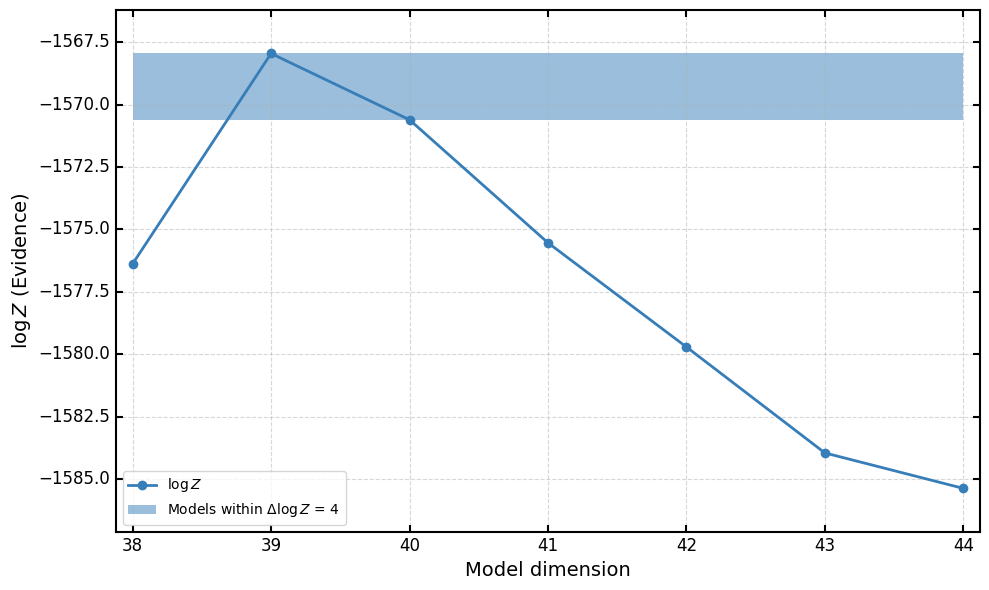 log Z (Evidence)
−1567.5
−1570.0
−1572.5
−1575.0
−1577.5
−1580.0
−1582.5
−1585.0
log Z
Models within Δlog Z = 4
38 39 40 41 42 43 44
Model dimension